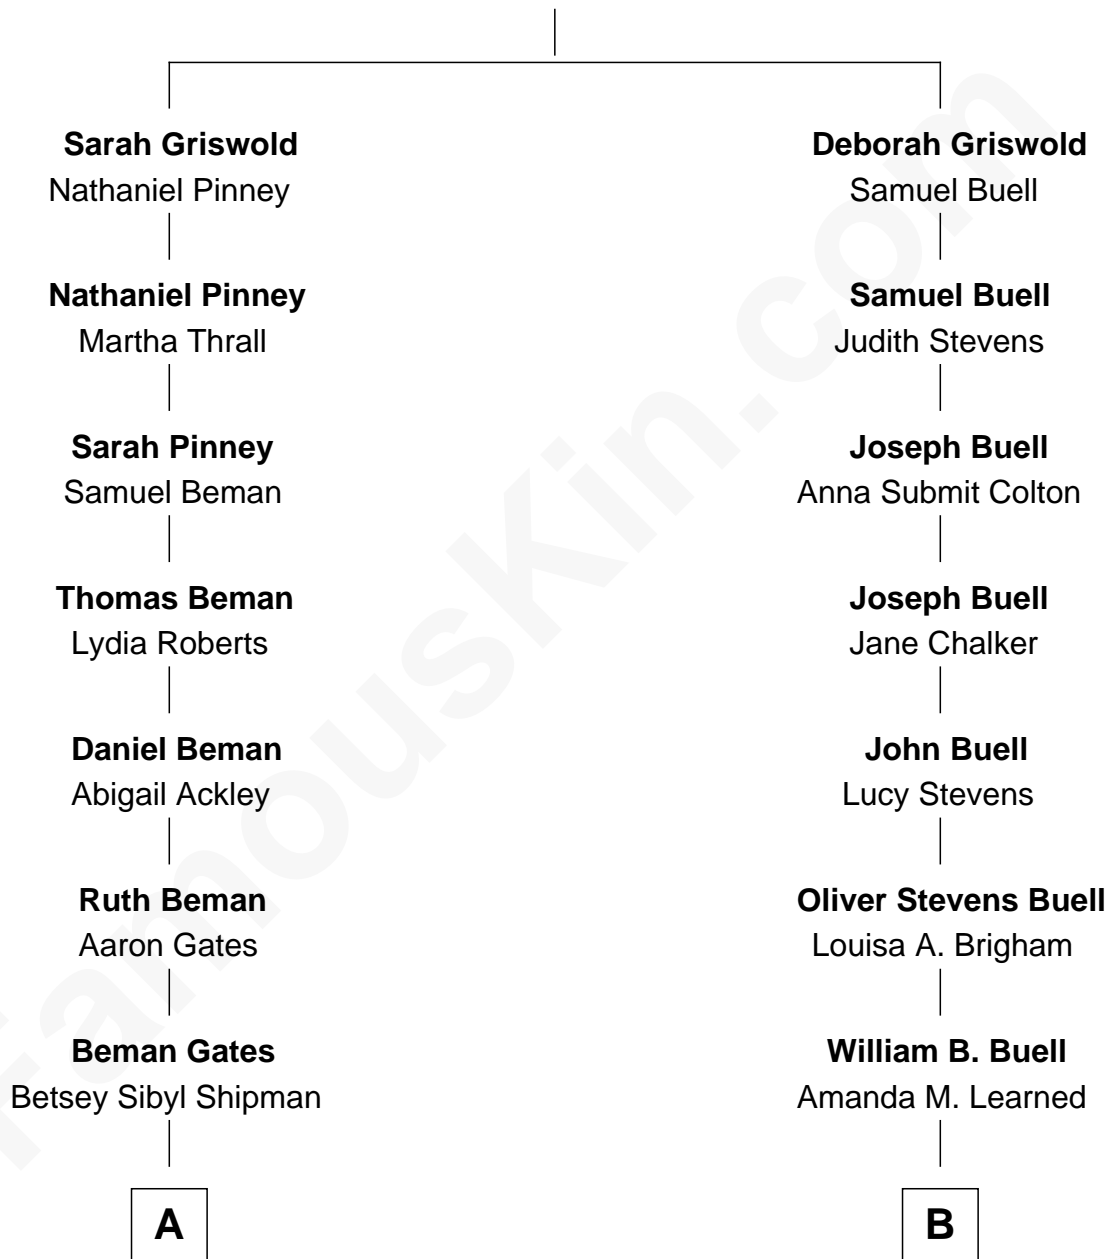 Sarah Griswold
Nathaniel Pinney
Nathaniel Pinney
Martha Thrall
Sarah Pinney
Samuel Beman
Thomas Beman
Lydia Roberts
Daniel Beman
Abigail Ackley
Ruth Beman
Aaron Gates
Beman Gates
Betsey Sibyl Shipman
A
Deborah Griswold
Samuel Buell
Samuel Buell
Judith Stevens
Joseph Buell
Anna Submit Colton
Joseph Buell
Jane Chalker
John Buell
Lucy Stevens
Oliver Stevens Buell
Louisa A. Brigham
William B. Buell
Amanda M. Learned
B
FamousKin.com